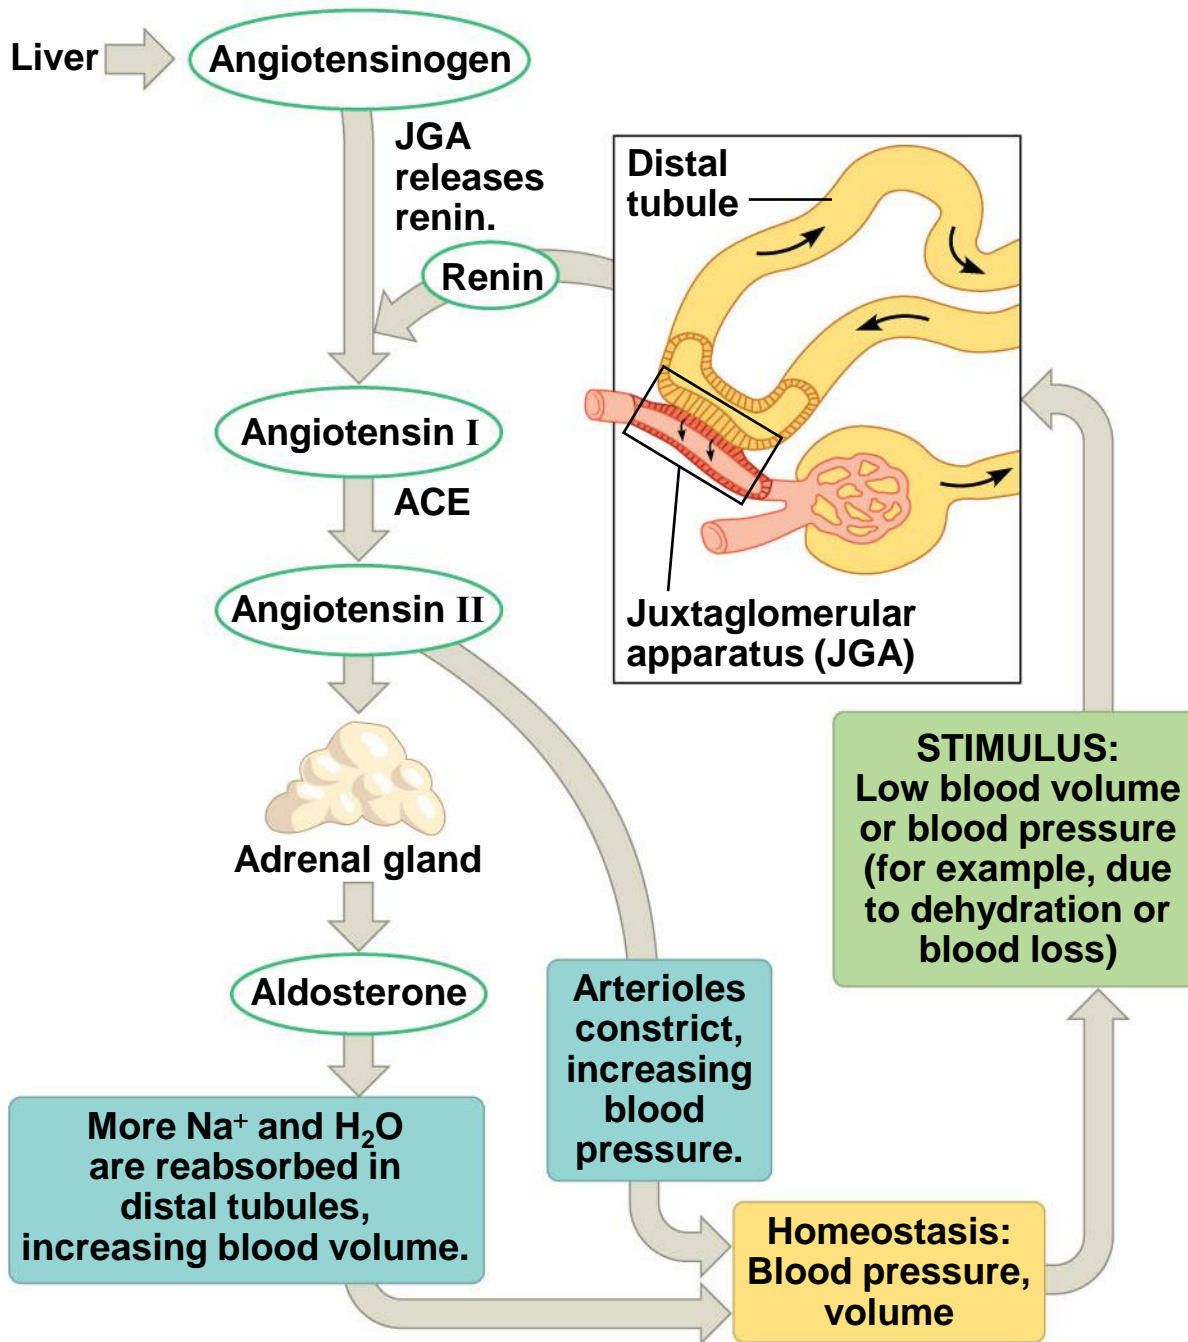 Liver
Angiotensinogen
JGA
releases
renin.
Renin
Distal
tubule
Angiotensin I
ACE
Angiotensin II
Juxtaglomerular
apparatus (JGA)
Adrenal gland
STIMULUS:
Low blood volume
or blood pressure
(for example, due
to dehydration or
blood loss)
Aldosterone
Arterioles
constrict,
increasing
blood
pressure.
More Na⁺ and H₂O
are reabsorbed in
distal tubules,
increasing blood volume.
Homeostasis:
Blood pressure,
volume